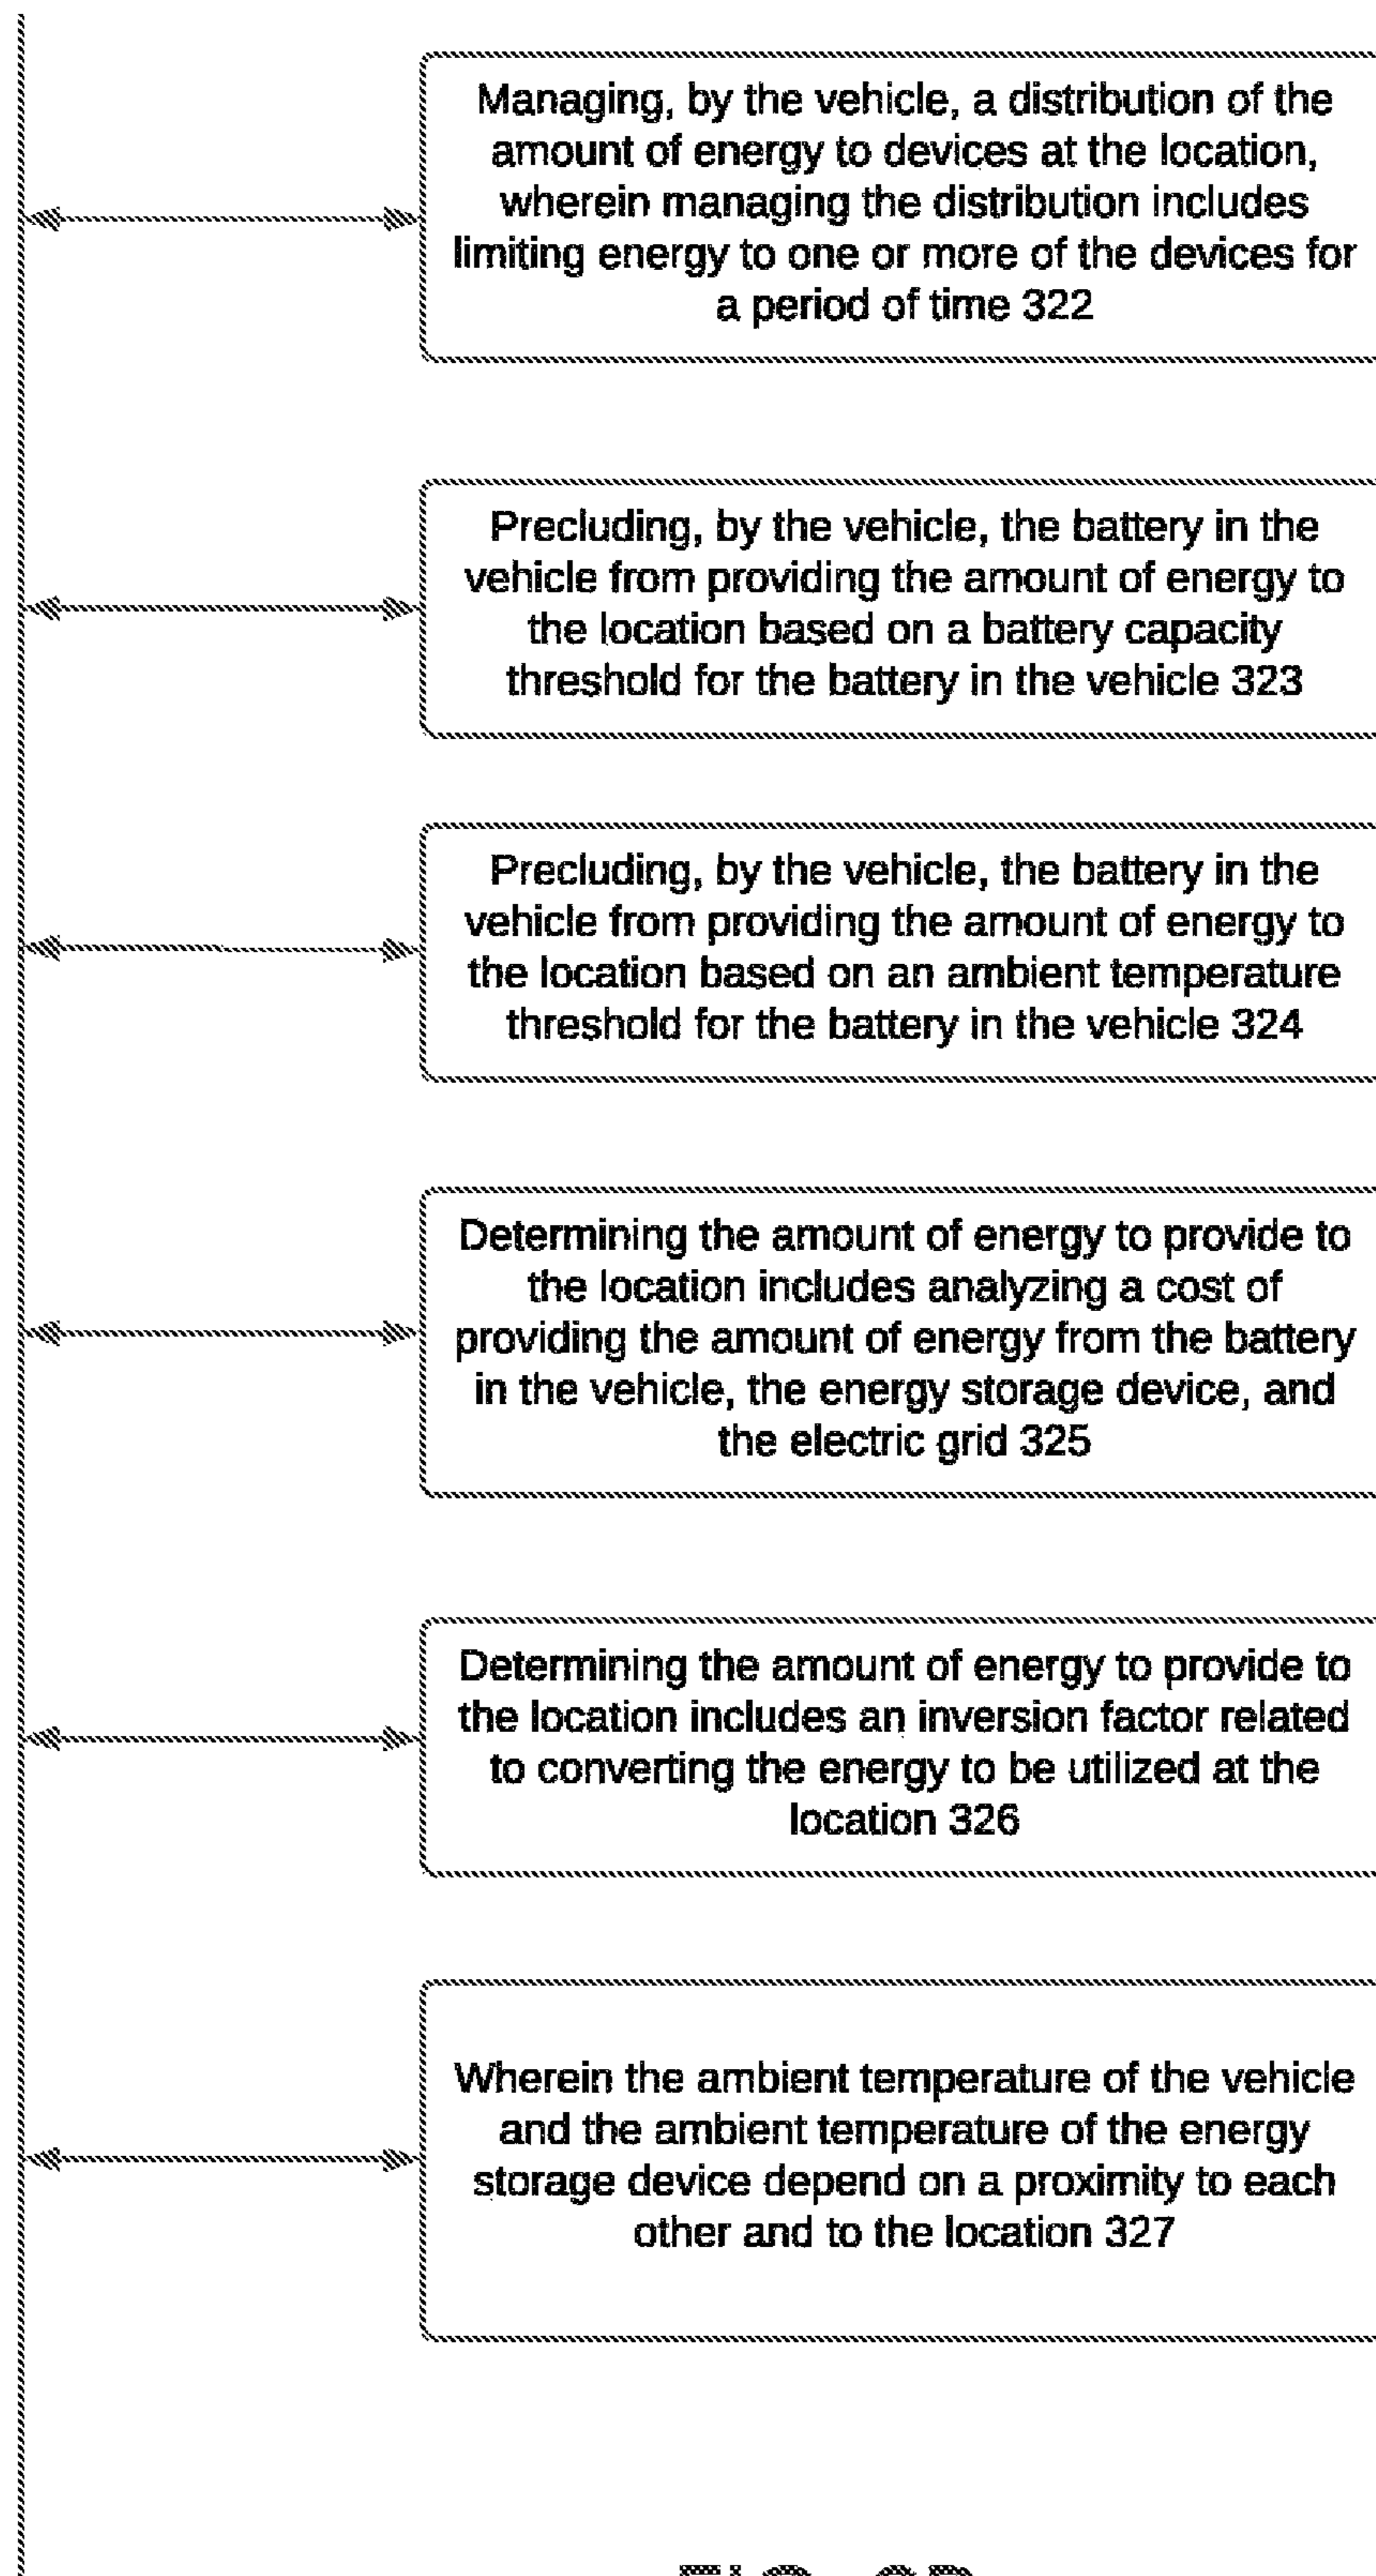 Managing, by the vehicle, a distribution of the
amount of energy to devices at the location,
wherein managing the distribution includes
limiting energy to one or more of the devices for
a period of time 322
Precluding, by the vehicle, the battery in the
vehicle from providing the amount of energy to
the location based on a battery capacity
threshold for the battery in the vehicle 323
Precluding, by the vehicle, the battery in the
vehicle from providing the amount of energy to
the location based on an ambient temperature
threshold for the battery in the vehicle 324
Determining the amount of energy to provide to
the location includes analyzing a cost of
providing the amount of energy from the battery
in the vehicle, the energy storage device, and
the electric grid 325
Determining the amount of energy to provide to
the location includes an inversion factor related
to converting the energy to be utilized at the
location 326
Wherein the ambient temperature of the vehicle
and the ambient temperature of the energy
storage device depend on a proximity to each
other and to the location 327